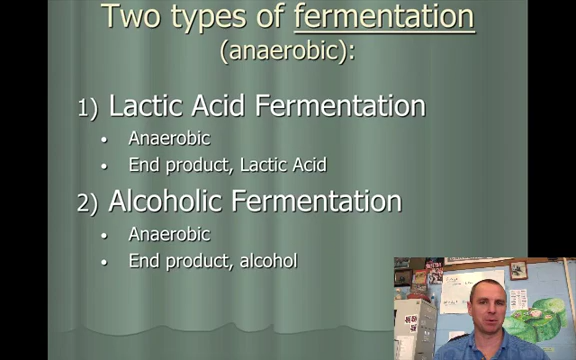 Two types of fermentation
(anaerobic):
1) Lactic Acid Fermentation
• Anaerobic
• End product, Lactic Acid
2) Alcoholic Fermentation
• Anaerobic
• End product, alcohol